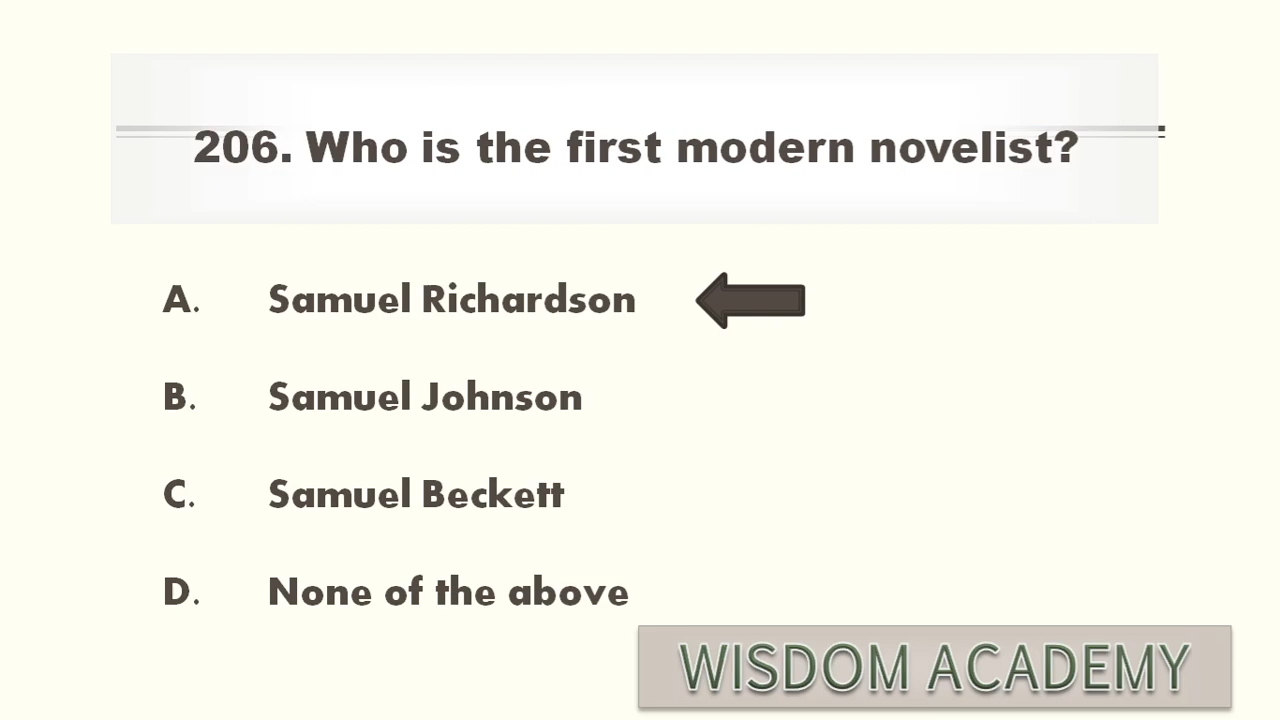 206. Who is the first modern novelist?
A. Samuel Richardson
B. Samuel Johnson
C. Samuel Beckett
D. None of the above
WISDOM ACADEMY